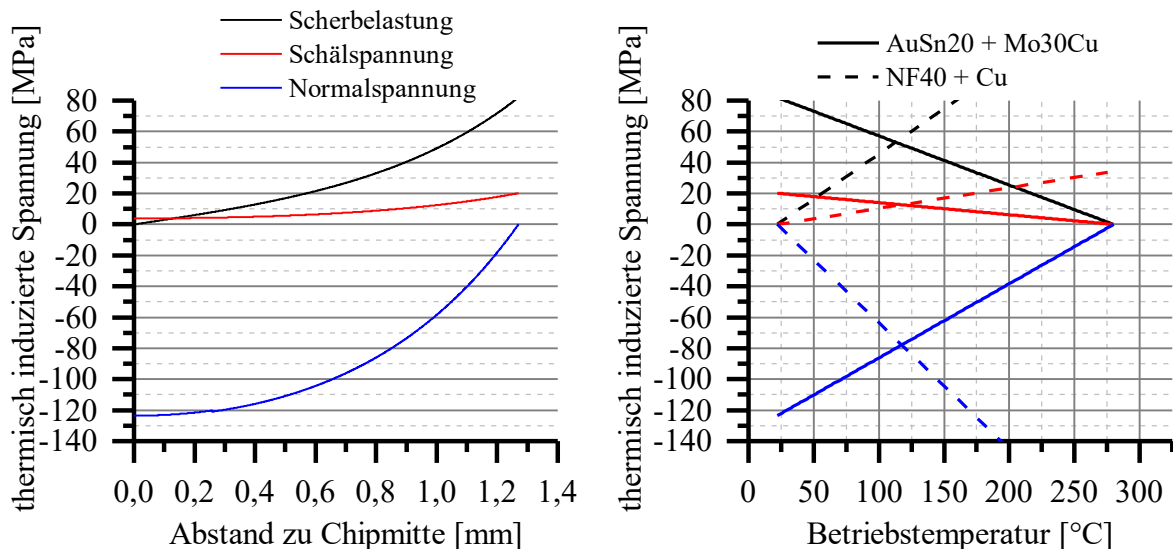 Scherbelastung
Schälspannung
Normalspannung
thermisch induzierte Spannung [MPa]
80
60
40
20
0
-20
-40
-60
-80
-100
-120
-140
0,0 0,2 0,4 0,6 0,8 1,0 1,2 1,4
Abstand zu Chipmitte [mm]
AuSn20 + Mo30Cu
NF40 + Cu
thermisch induzierte Spannung [MPa]
80
60
40
20
0
-20
-40
-60
-80
-100
-120
-140
0 50 100 150 200 250 300
Betriebstemperatur [°C]